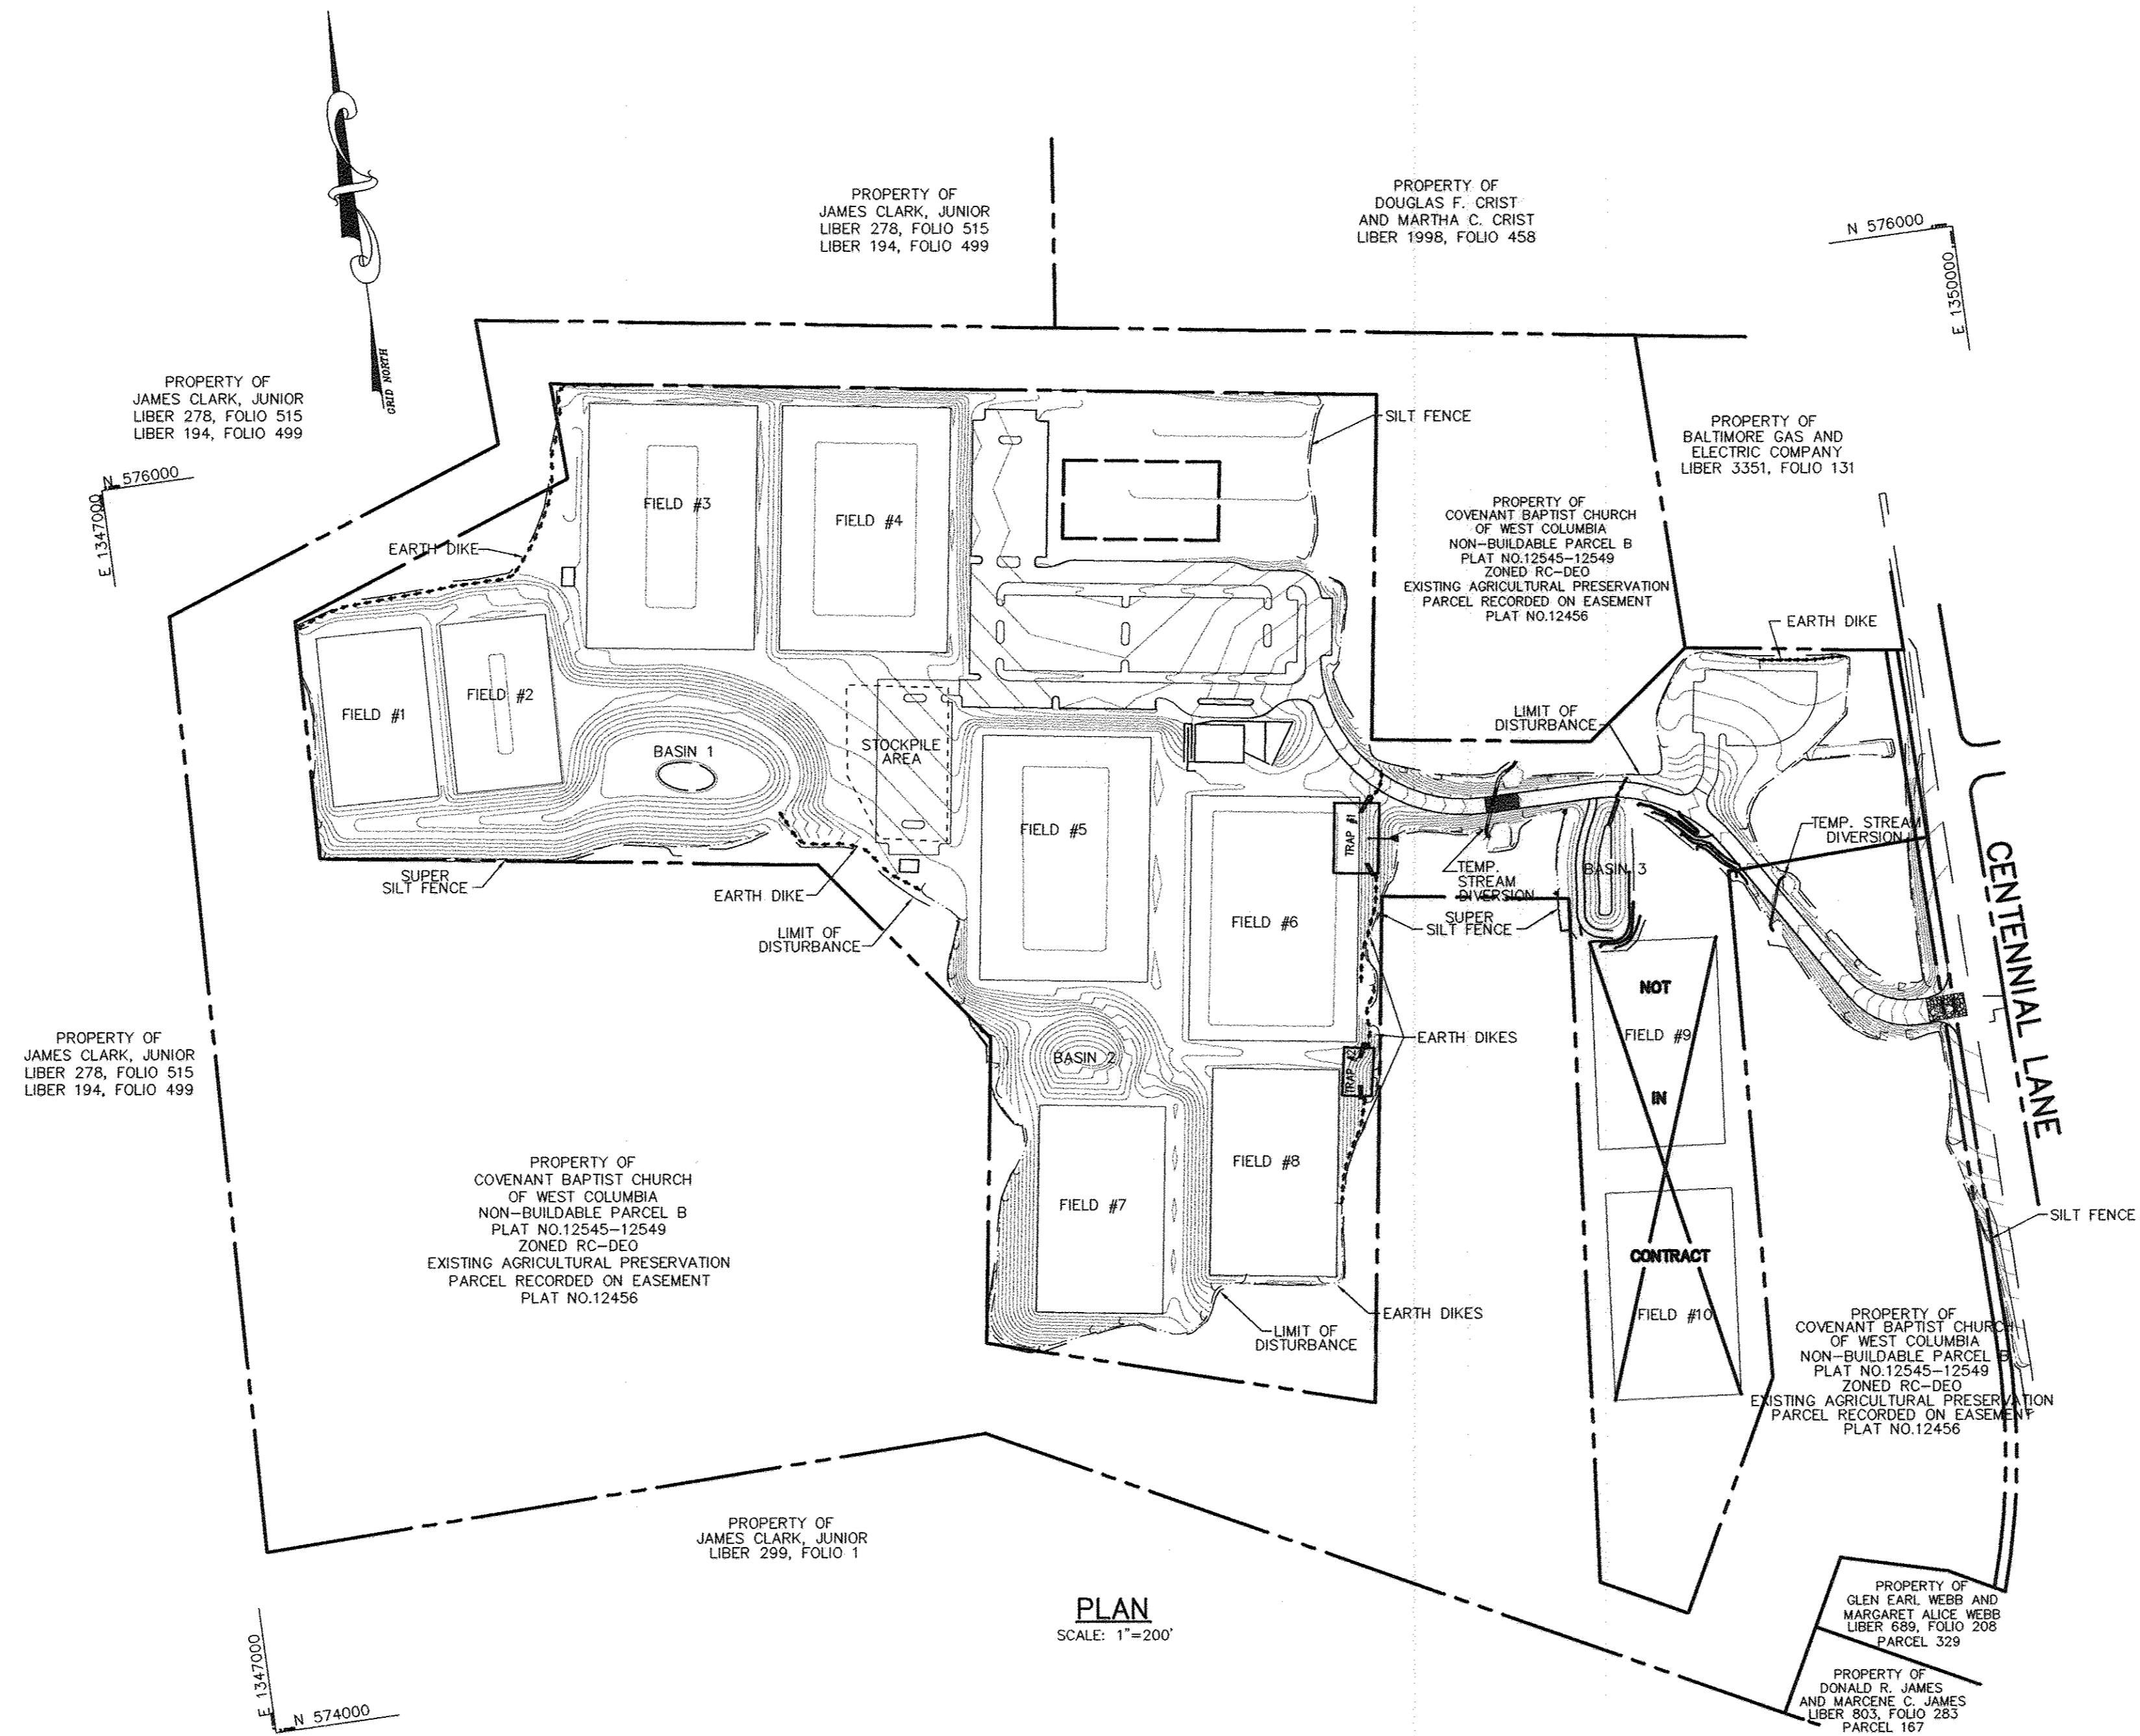 PROPERTY OF
JAMES CLARK, JUNIOR
LIBER 278, FOLIO 515
LIBER 194, FOLIO 499
PROPERTY OF
DOUGLAS F. CRIST
AND MARTHA C. CRIST
LIBER 1998, FOLIO 458
N 576000
E 1350000
GRID NORTH
PROPERTY OF
JAMES CLARK, JUNIOR
LIBER 278, FOLIO 515
LIBER 194, FOLIO 499
N 576000
E 1347000
SILT FENCE
PROPERTY OF
BALTIMORE GAS AND
ELECTRIC COMPANY
LIBER 3351, FOLIO 131
PROPERTY OF
COVENANT BAPTIST CHURCH
OF WEST COLUMBIA
NON-BUILDABLE PARCEL B
PLAT NO.12545-12549
ZONED RC-DEO
EXISTING AGRICULTURAL PRESERVATION
PARCEL RECORDED ON EASEMENT
PLAT NO.12456
FIELD #3
FIELD #4
EARTH DIKE
EARTH DIKE
FIELD #1
FIELD #2
BASIN 1
STOCKPILE
AREA
LIMIT OF
DISTURBANCE
FIELD #5
TRAP #1
TEMP. STREAM
DIVERSION
TEMP.
STREAM
DIVERSION
BASIN 3
SUPER
SILT FENCE
EARTH DIKE
LIMIT OF
DISTURBANCE
FIELD #6
SUPER
SILT FENCE
CENTENNIAL LANE
NOT
FIELD #9
IN
CONTRACT
FIELD #10
EARTH DIKES
BASIN 2
TRAP #2
PROPERTY OF
JAMES CLARK, JUNIOR
LIBER 278, FOLIO 515
LIBER 194, FOLIO 499
FIELD #7
FIELD #8
SILT FENCE
PROPERTY OF
COVENANT BAPTIST CHURCH
OF WEST COLUMBIA
NON-BUILDABLE PARCEL B
PLAT NO.12545-12549
ZONED RC-DEO
EXISTING AGRICULTURAL PRESERVATION
PARCEL RECORDED ON EASEMENT
PLAT NO.12456
EARTH DIKES
LIMIT OF
DISTURBANCE
PROPERTY OF
COVENANT BAPTIST CHURCH
OF WEST COLUMBIA
NON-BUILDABLE PARCEL B
PLAT NO.12545-12549
ZONED RC-DEO
EXISTING AGRICULTURAL PRESERVATION
PARCEL RECORDED ON EASEMENT
PLAT NO.12456
PROPERTY OF
JAMES CLARK, JUNIOR
LIBER 299, FOLIO 1
PLAN
SCALE: 1"=200'
PROPERTY OF
GLEN EARL WEBB AND
MARGARET ALICE WEBB
LIBER 689, FOLIO 208
PARCEL 329
PROPERTY OF
DONALD R. JAMES
AND MARCENE C. JAMES
LIBER 803, FOLIO 283
PARCEL 167
E 1347000
N 574000